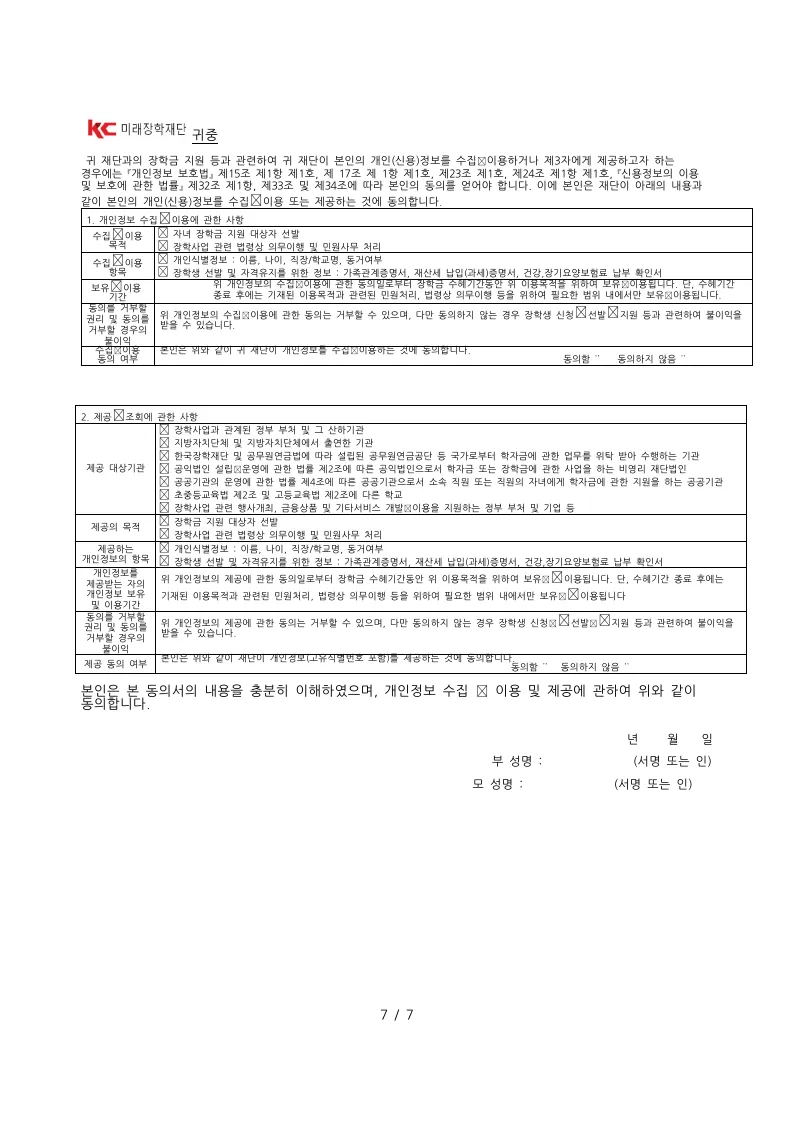 KC 미래장학재단 귀중
귀 재단과의 장학금 지원 등과 관련하여 귀 재단이 본인의 개인(신용)정보를 수집☒이용하거나 제3자에게 제공하고자 하는
경우에는 『개인정보 보호법』 제15조 제1항 제1호, 제 17조 제 1항 제1호, 제23조 제1호, 제24조 제1항 제1호, 『신용정보의 이용
및 보호에 관한 법률』 제32조 제1항, 제33조 및 제34조에 따라 본인의 동의를 얻어야 합니다. 이에 본인은 재단이 아래의 내용과
같이 본인의 개인(신용)정보를 수집☒이용 또는 제공하는 것에 동의합니다.
1. 개인정보 수집☒이용에 관한 사항
수집☒이용
목적
☒ 자녀 장학금 지원 대상자 선발
☒ 장학사업 관련 법령상 의무이행 및 민원사무 처리
수집☒이용
항목
☒ 개인식별정보 : 이름, 나이, 직장/학교명, 동거여부
☒ 장학생 선발 및 자격유지를 위한 정보 : 가족관계증명서, 재산세 납입(과세)증명서, 건강,장기요양보험료 납부 확인서
보유☒이용
기간
위 개인정보의 수집☒이용에 관한 동의일로부터 장학금 수혜기간동안 위 이용목적을 위하여 보유☒이용됩니다. 단, 수혜기간
종료 후에는 기재된 이용목적과 관련된 민원처리, 법령상 의무이행 등을 위하여 필요한 범위 내에서만 보유☒이용됩니다.
동의를 거부할
권리 및 동의를
거부할 경우의
불이익
위 개인정보의 수집☒이용에 관한 동의는 거부할 수 있으며, 다만 동의하지 않는 경우 장학생 신청☒선발☒지원 등과 관련하여 불이익을
받을 수 있습니다.
수집☒이용
동의 여부
본인은 위와 같이 귀 재단이 개인정보를 수집☒이용하는 것에 동의합니다.
동의함 ¨ 동의하지 않음 ¨
2. 제공☒조회에 관한 사항
제공 대상기관
☒ 장학사업과 관계된 정부 부처 및 그 산하기관
☒ 지방자치단체 및 지방자치단체에서 출연한 기관
☒ 한국장학재단 및 공무원연금법에 따라 설립된 공무원연금공단 등 국가로부터 학자금에 관한 업무를 위탁 받아 수행하는 기관
☒ 공익법인 설립☒운영에 관한 법률 제2조에 따른 공익법인으로서 학자금 또는 장학금에 관한 사업을 하는 비영리 재단법인
☒ 공공기관의 운영에 관한 법률 제4조에 따른 공공기관으로서 소속 직원 또는 직원의 자녀에게 학자금에 관한 지원을 하는 공공기관
☒ 초중등교육법 제2조 및 고등교육법 제2조에 다른 학교
☒ 장학사업 관련 행사개최, 금융상품 및 기타서비스 개발☒이용을 지원하는 정부 부처 및 기업 등
제공의 목적
☒ 장학금 지원 대상자 선발
☒ 장학사업 관련 법령상 의무이행 및 민원사무 처리
제공하는
개인정보의 항목
☒ 개인식별정보 : 이름, 나이, 직장/학교명, 동거여부
☒ 장학생 선발 및 자격유지를 위한 정보 : 가족관계증명서, 재산세 납입(과세)증명서, 건강,장기요양보험료 납부 확인서
개인정보를
제공받는 자의
개인정보 보유
및 이용기간
위 개인정보의 제공에 관한 동의일로부터 장학금 수혜기간동안 위 이용목적을 위하여 보유☒☒이용됩니다. 단, 수혜기간 종료 후에는
기재된 이용목적과 관련된 민원처리, 법령상 의무이행 등을 위하여 필요한 범위 내에서만 보유☒☒이용됩니다
동의를 거부할
권리 및 동의를
거부할 경우의
불이익
위 개인정보의 제공에 관한 동의는 거부할 수 있으며, 다만 동의하지 않는 경우 장학생 신청☒☒선발☒☒지원 등과 관련하여 불이익을
받을 수 있습니다.
제공 동의 여부
본인은 위와 같이 재단이 개인정보(고유식별번호 포함)를 제공하는 것에 동의합니다.
동의함 ¨ 동의하지 않음 ¨
본인은 본 동의서의 내용을 충분히 이해하였으며, 개인정보 수집 ☒ 이용 및 제공에 관하여 위와 같이
동의합니다.
년 월 일
부 성명 : (서명 또는 인)
모 성명 : (서명 또는 인)
7 / 7